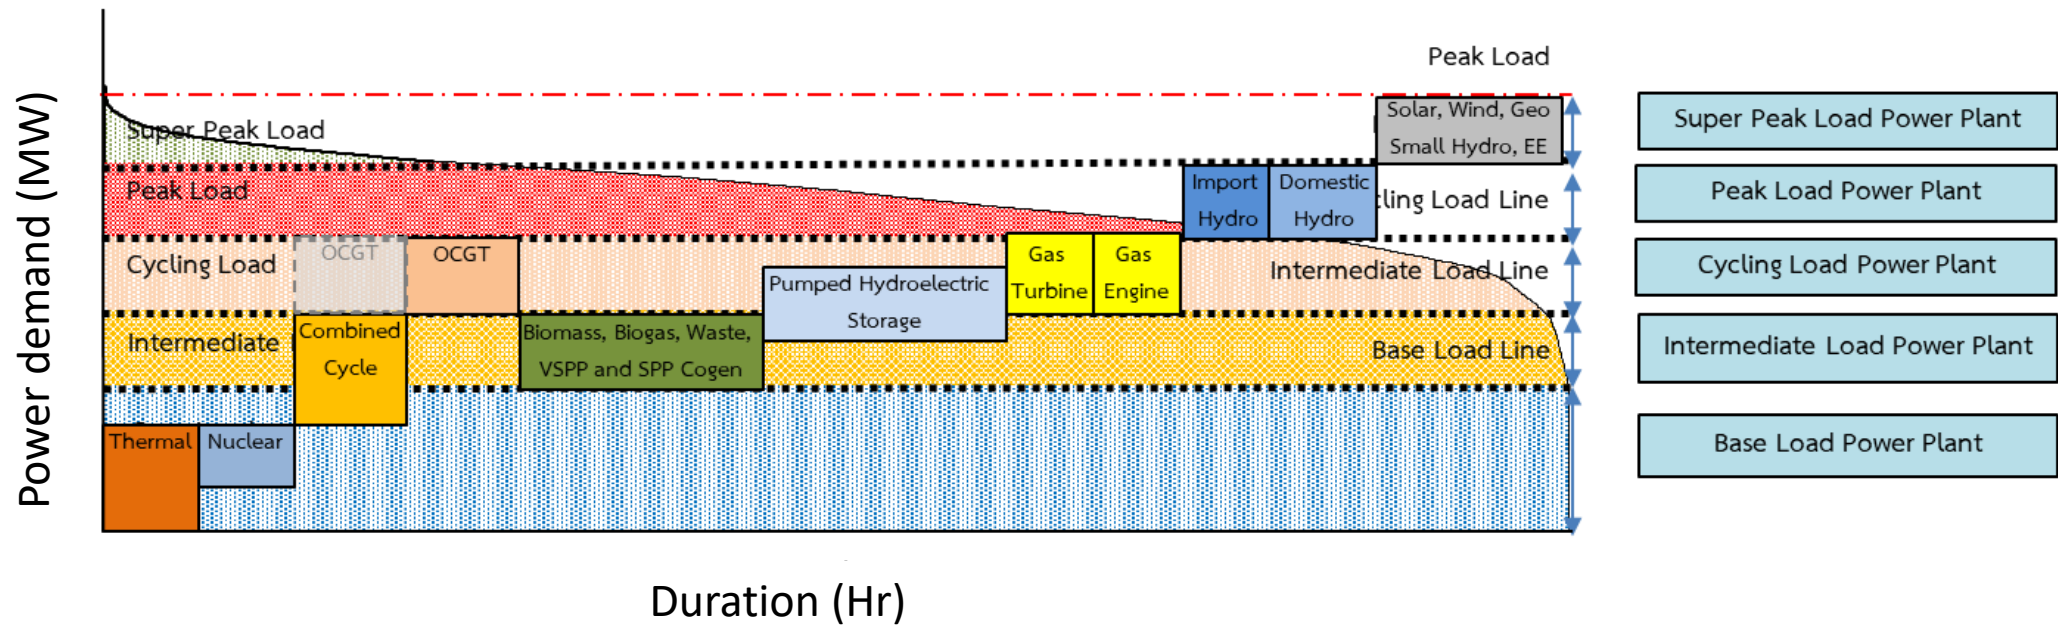 Peak Load
Solar, Wind, Geo
Small Hydro, EE
Super Peak Load
Super Peak Load Power Plant
Peak Load
Import
Hydro
Domestic
Hydro
Load Line
Peak Load Power Plant
Cycling Load
OCGT
OCGT
Gas
Turbine
Gas
Engine
Intermediate Load Line
Cycling Load Power Plant
Pumped Hydroelectric
Storage
Intermediate
Combined
Cycle
Biomass, Biogas, Waste,
VSPP and SPP Cogen
Base Load Line
Intermediate Load Power Plant
Thermal
Nuclear
Base Load Power Plant
Power demand (MW)
Duration (Hr)